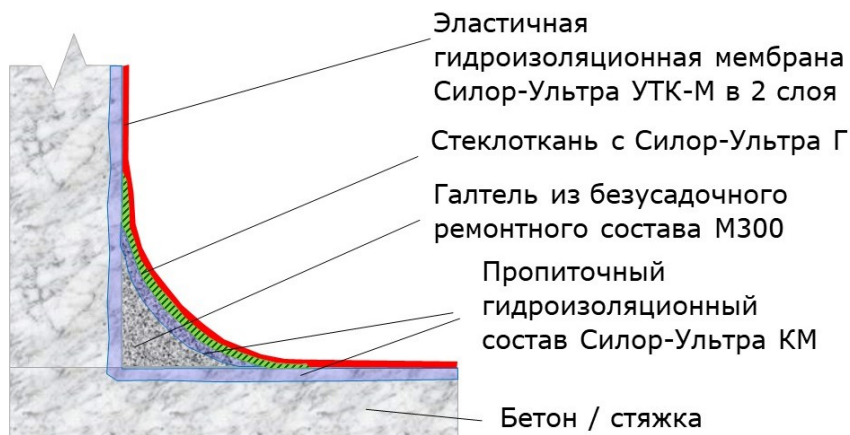 Эластичная
гидроизоляционная мембрана
Силор-Ультра УТК-М в 2 слоя
Стеклоткань с Силор-Ультра Г
Галтель из безусадочного
ремонтного состава М300
Пропиточный
гидроизоляционный
состав Силор-Ультра КМ
Бетон / стяжка